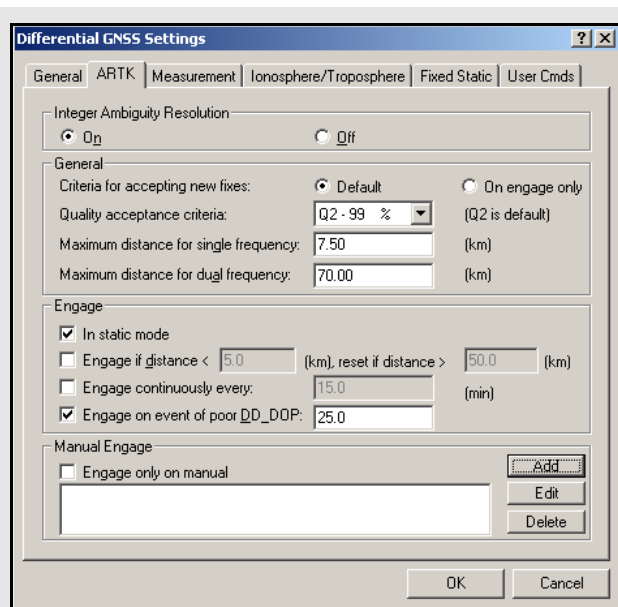 Differential GNSS Settings
General ARTK Measurement Ionosphere/Troposphere Fixed Static User Cmds
Integer Ambiguity Resolution
On Off
General
Criteria for accepting new fixes: Default On engage only
Quality acceptance criteria: Q2 - 99 % (Q2 is default)
Maximum distance for single frequency: 7.50 (km)
Maximum distance for dual frequency: 70.00 (km)
Engage
In static mode
Engage if distance < 5.0 (km), reset if distance > 50.0 (km)
Engage continuously every: 15.0 (min)
Engage on event of poor DD_DOP: 25.0
Manual Engage
Engage only on manual
Add
Edit
Delete
OK Cancel